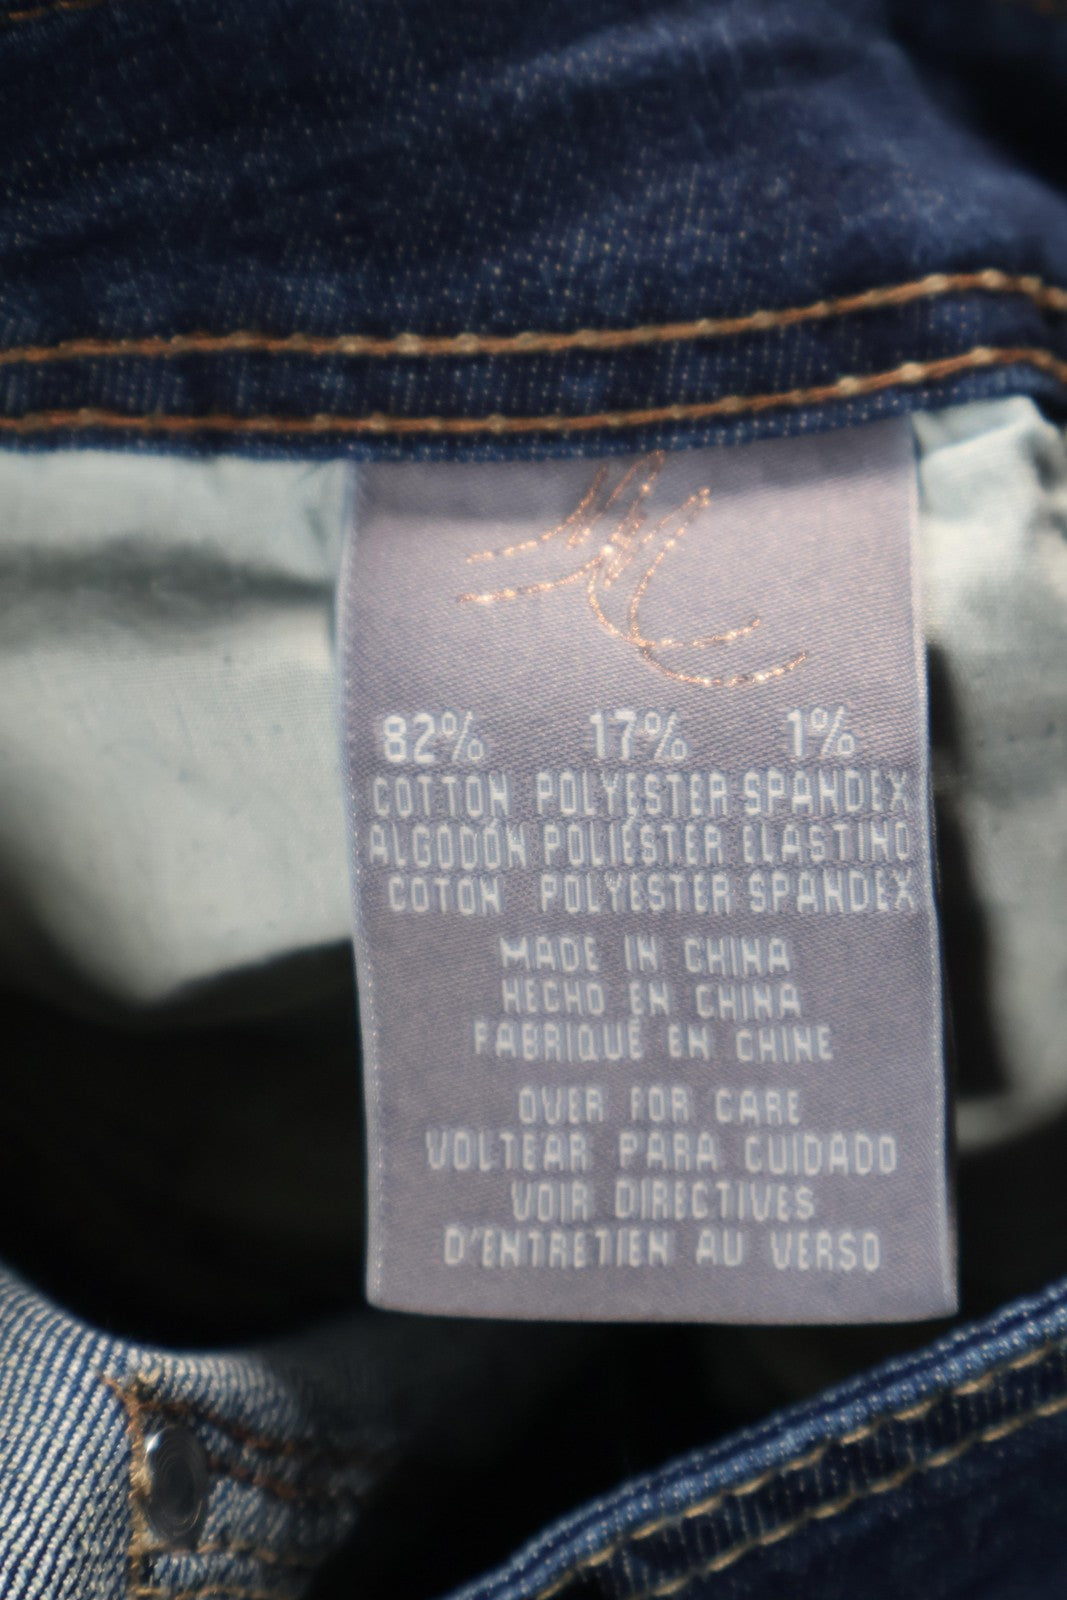 82% 17% 1%
COTTON POLYESTER SPANDEX
ALGODÓN POLIÉSTER ELASTINO
COTON POLYESTER SPANDEX
MADE IN CHINA
HECHO EN CHINA
FABRIQUÉ EN CHINE
OVER FOR CARE
VOLTEAR PARA CUIDADO
VOIR DIRECTIVES
D'ENTRETIEN AU VERSO